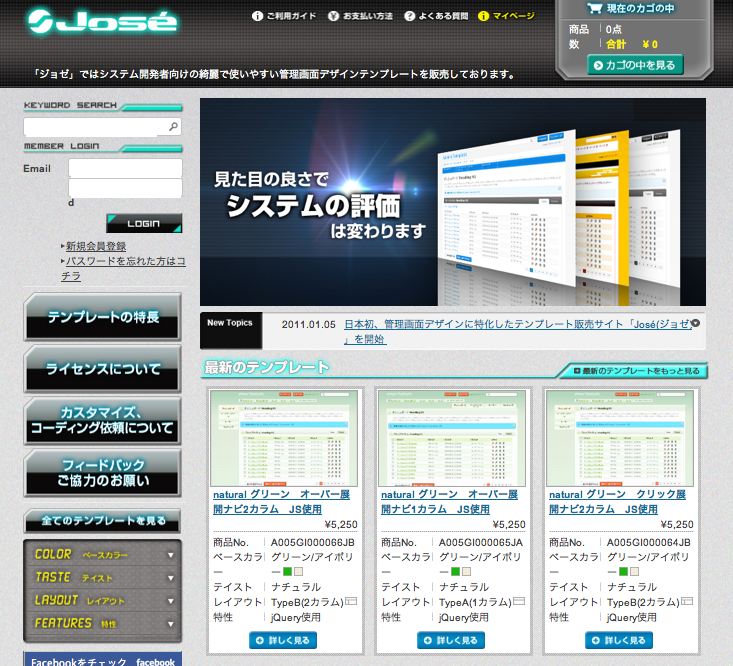 José
ご利用ガイド お支払い方法 よくある質問 マイページ
現在のカゴの中
商品 0点
数 合計 ¥ 0
カゴの中を見る
「ジョゼ」ではシステム開発者向けの綺麗で使いやすい管理画面デザインテンプレートを販売しております。
KEYWORD SEARCH
MEMBER LOGIN
Email
d
LOGIN
新規会員登録
パスワードを忘れた方はコ
チラ
テンプレートの特長
ライセンスについて
カスタマイズ、
コーディング依頼について
フィードバック
ご協力のお願い
全てのテンプレートを見る
COLOR ベースカラー
TASTE テイスト
LAYOUT レイアウト
FEATURES 特性
Facebookをチェック facebook
見た目の良さで
システムの評価
は変わります
New Topics 2011.01.05 日本初、管理画面デザインに特化したテンプレート販売サイト「José(ジョゼ)
」を開始
最新のテンプレート
最新のテンプレートをもっと見る
natural グリーン オーバー展
開ナビ2カラム JS使用
¥5,250
商品No. A005GI000066JB
ベースカラ グリーン/アイボリ
ー ー
テイスト ナチュラル
レイアウト TypeB(2カラム)
特性 jQuery使用
詳しく見る
natural グリーン オーバー展
開ナビ1カラム JS使用
¥5,250
商品No. A005GI000065JA
ベースカラ グリーン/アイボリ
ー ー
テイスト ナチュラル
レイアウト TypeA(1カラム)
特性 jQuery使用
詳しく見る
natural グリーン クリック展
開ナビ2カラム JS使用
¥5,250
商品No. A005GI000064JB
ベースカラ グリーン/アイボリ
ー ー
テイスト ナチュラル
レイアウト TypeB(2カラム)
特性 jQuery使用
詳しく見る